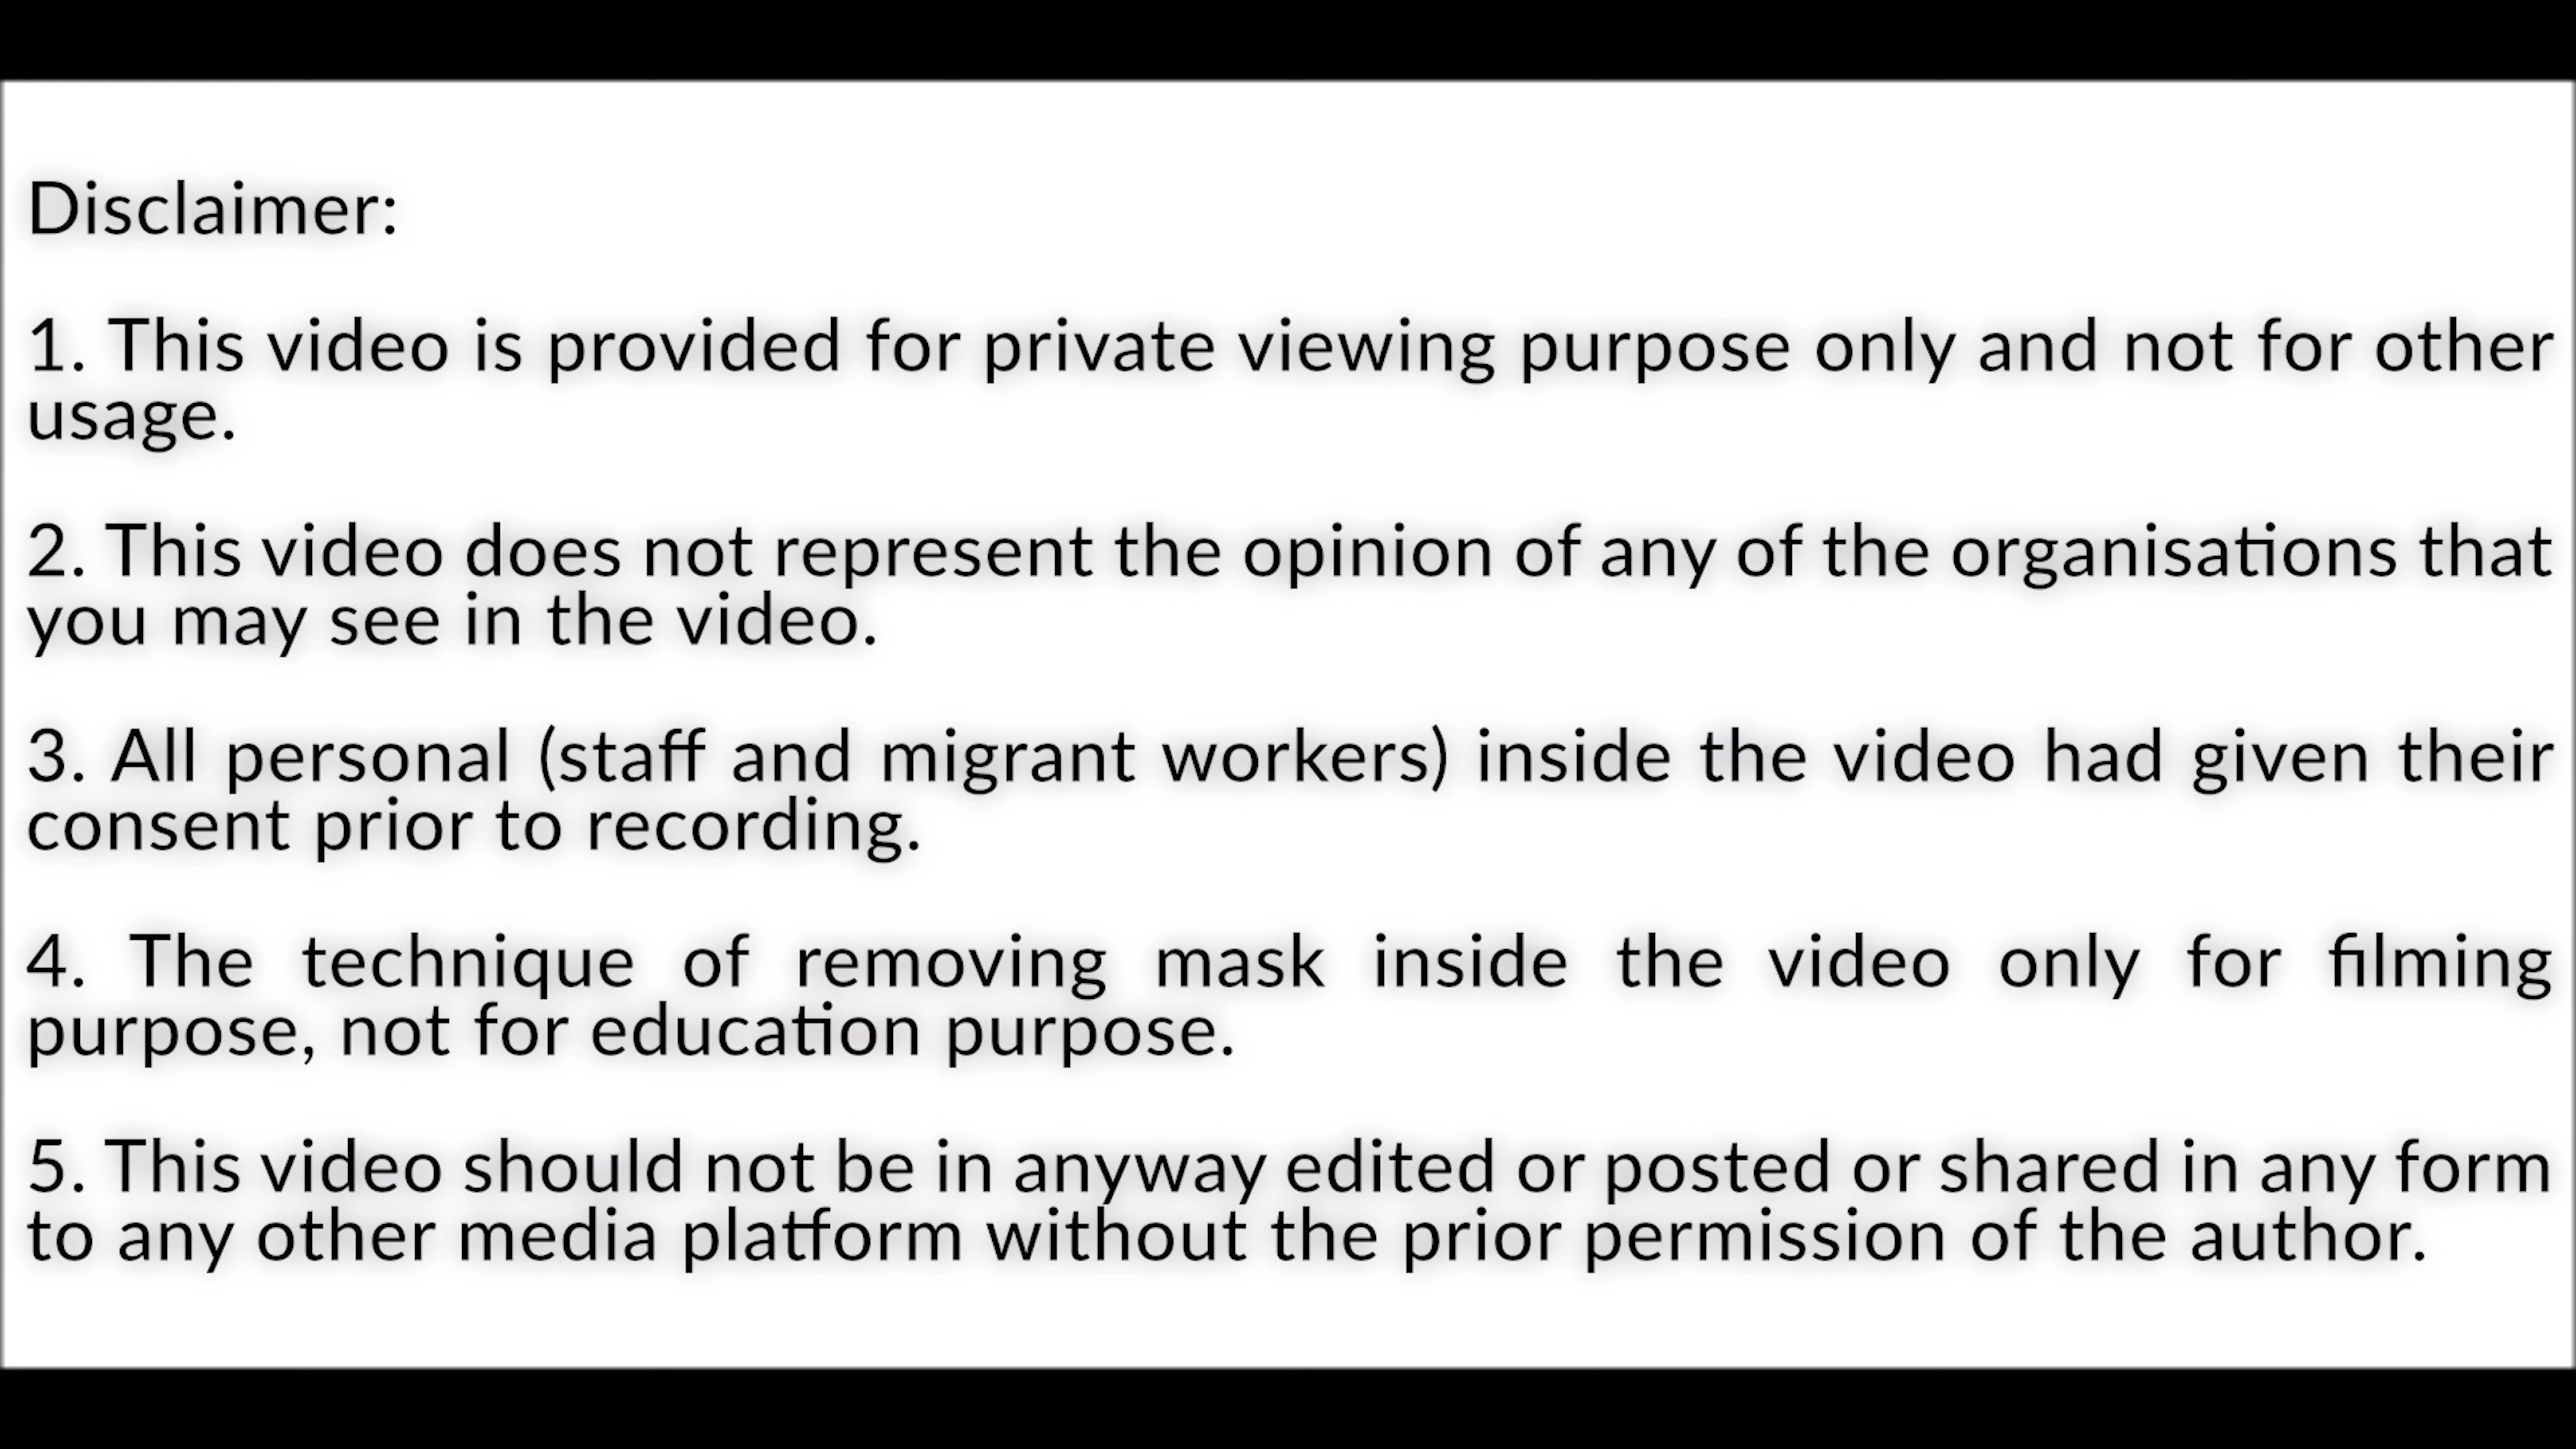 Disclaimer:
1. This video is provided for private viewing purpose only and not for other
usage.
2. This video does not represent the opinion of any of the organisations that
you may see in the video.
3. All personal (staff and migrant workers) inside the video had given their
consent prior to recording.
4. The technique of removing mask inside the video only for filming
purpose, not for education purpose.
5. This video should not be in anyway edited or posted or shared in any form
to any other media platform without the prior permission of the author.